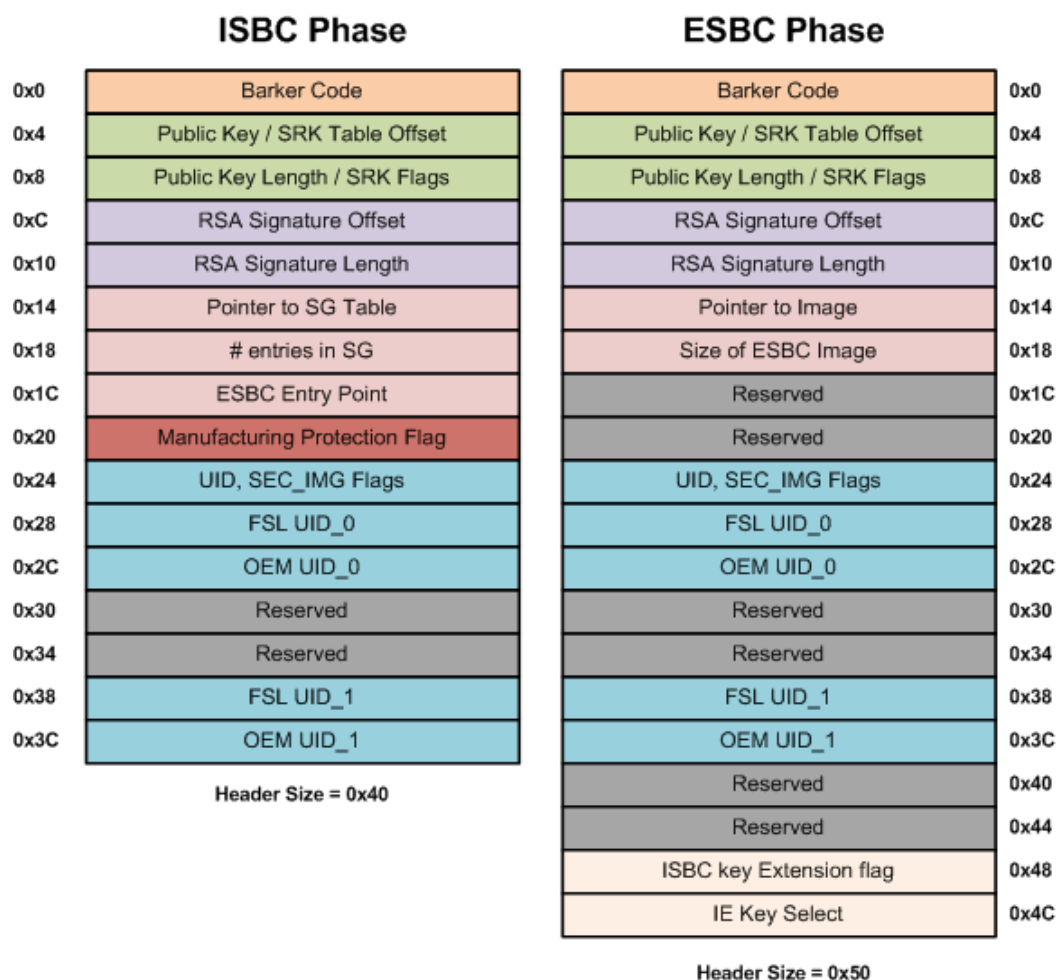 ISBC Phase
0x0 Barker Code
0x4 Public Key / SRK Table Offset
0x8 Public Key Length / SRK Flags
0xC RSA Signature Offset
0x10 RSA Signature Length
0x14 Pointer to SG Table
0x18 # entries in SG
0x1C ESBC Entry Point
0x20 Manufacturing Protection Flag
0x24 UID, SEC_IMG Flags
0x28 FSL UID_0
0x2C OEM UID_0
0x30 Reserved
0x34 Reserved
0x38 FSL UID_1
0x3C OEM UID_1
Header Size = 0x40
ESBC Phase
Barker Code 0x0
Public Key / SRK Table Offset 0x4
Public Key Length / SRK Flags 0x8
RSA Signature Offset 0xC
RSA Signature Length 0x10
Pointer to Image 0x14
Size of ESBC Image 0x18
Reserved 0x1C
Reserved 0x20
UID, SEC_IMG Flags 0x24
FSL UID_0 0x28
OEM UID_0 0x2C
Reserved 0x30
Reserved 0x34
FSL UID_1 0x38
OEM UID_1 0x3C
Reserved 0x40
Reserved 0x44
ISBC key Extension flag 0x48
IE Key Select 0x4C
Header Size = 0x50